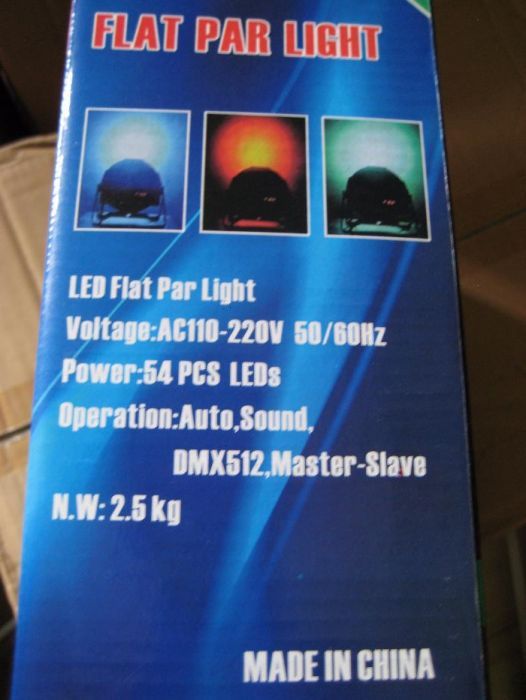 FLAT PAR LIGHT
LED Flat Par Light
Voltage:AC110-220V 50/60Hz
Power:54 PCS LEDs
Operation:Auto,Sound,
DMX512,Master-Slave
N.W: 2.5 kg
MADE IN CHINA